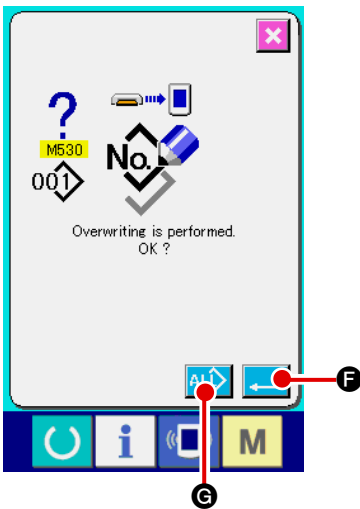 ?
M530
001
No.
Overwriting is performed.
OK ?
ALL
F
i
M
G